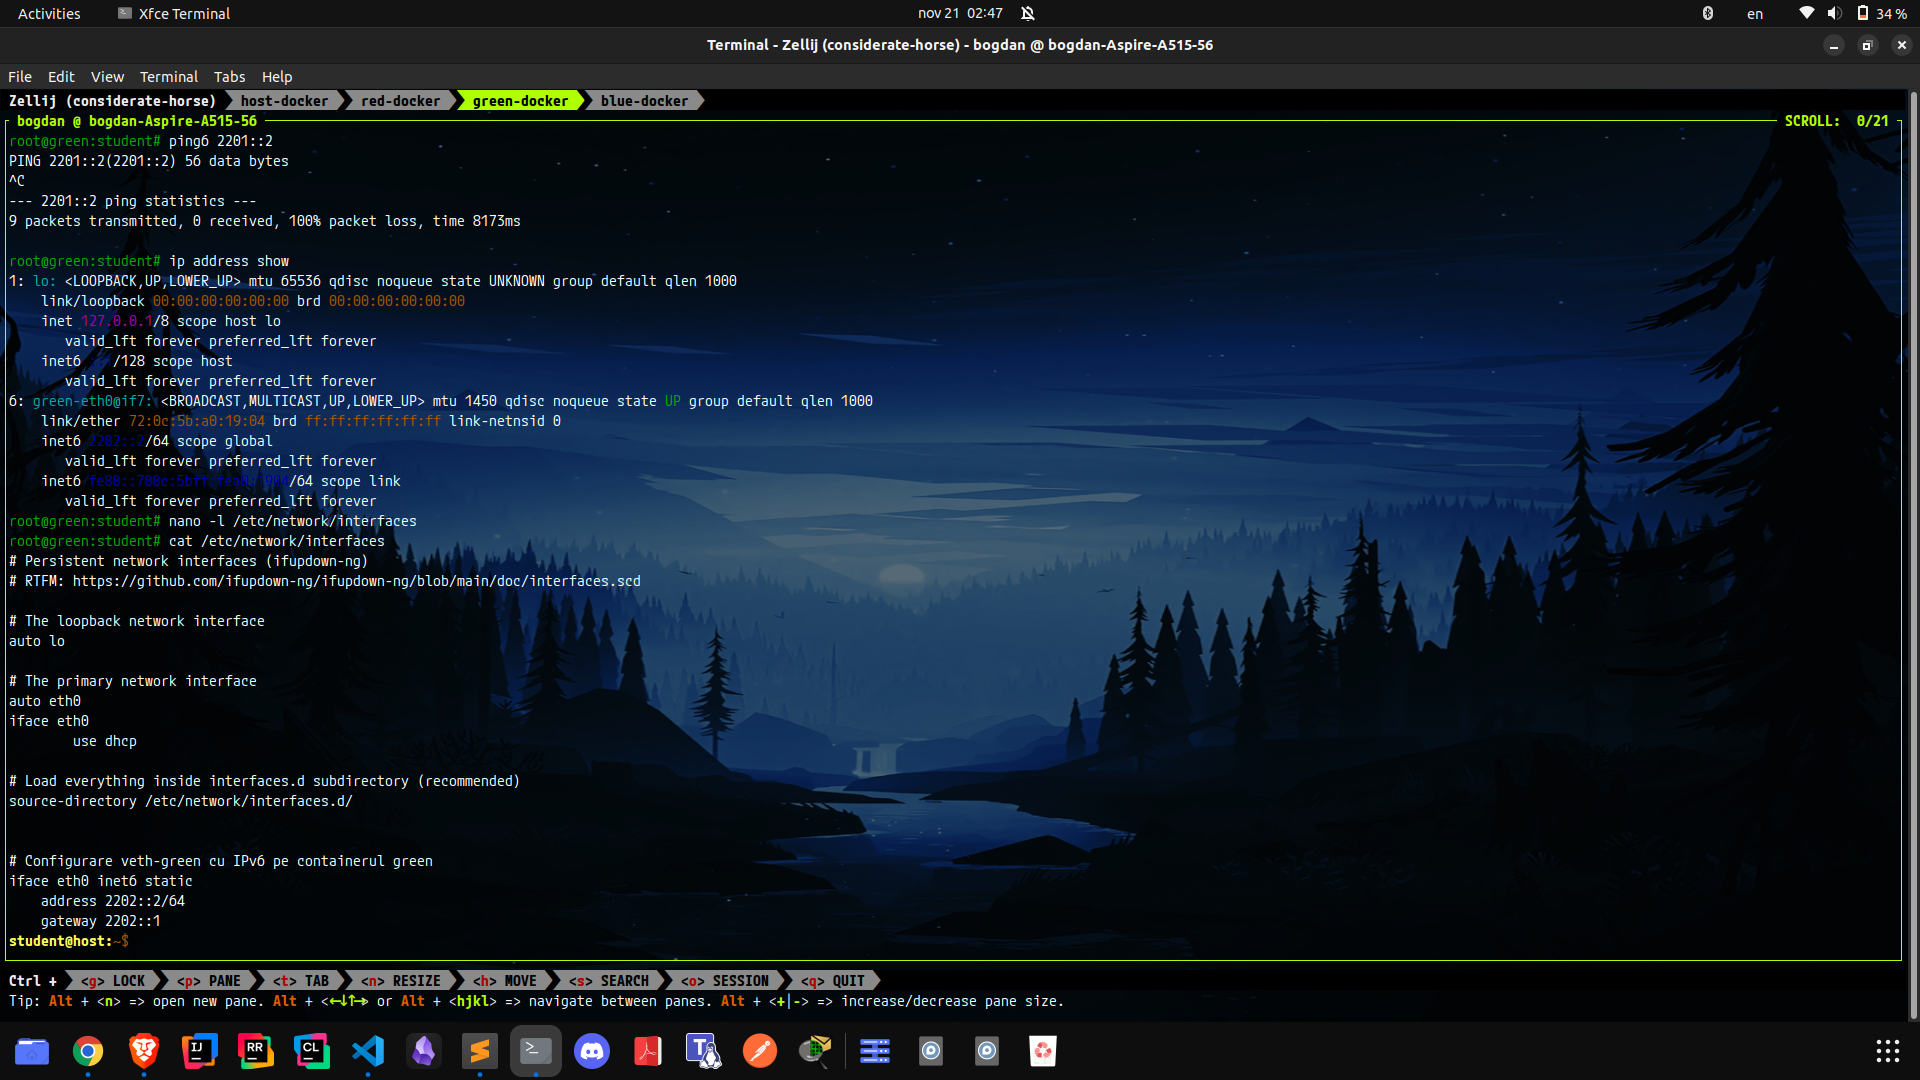 Activities Xfce Terminal nov 21 02:47 en 34 %
Terminal - Zellij (considerate-horse) - bogdan @ bogdan-Aspire-A515-56
File Edit View Terminal Tabs Help
Zellij (considerate-horse) host-docker red-docker green-docker blue-docker
bogdan @ bogdan-Aspire-A515-56 SCROLL: 0/21
root@green:student# ping6 2201::2
PING 2201::2(2201::2) 56 data bytes
^C
--- 2201::2 ping statistics ---
9 packets transmitted, 0 received, 100% packet loss, time 8173ms
root@green:student# ip address show
1: lo: <LOOPBACK,UP,LOWER_UP> mtu 65536 qdisc noqueue state UNKNOWN group default qlen 1000
link/loopback 00:00:00:00:00:00 brd 00:00:00:00:00:00
inet 127.0.0.1/8 scope host lo
valid_lft forever preferred_lft forever
inet6 /128 scope host
valid_lft forever preferred_lft forever
6: green-eth0@if7: <BROADCAST,MULTICAST,UP,LOWER_UP> mtu 1450 qdisc noqueue state UP group default qlen 1000
link/ether 72:0c:5b:a0:19:04 brd ff:ff:ff:ff:ff:ff link-netnsid 0
inet6 2202::2/64 scope global
valid_lft forever preferred_lft forever
inet6 /64 scope link
valid_lft forever preferred_lft forever
root@green:student# nano -l /etc/network/interfaces
root@green:student# cat /etc/network/interfaces
# Persistent network interfaces (ifupdown-ng)
# RTFM: https://github.com/ifupdown-ng/ifupdown-ng/blob/main/doc/interfaces.scd
# The loopback network interface
auto lo
# The primary network interface
auto eth0
iface eth0
use dhcp
# Load everything inside interfaces.d subdirectory (recommended)
source-directory /etc/network/interfaces.d/
# Configurare veth-green cu IPv6 pe containerul green
iface eth0 inet6 static
address 2202::2/64
gateway 2202::1
student@host:~$
Ctrl + <g> LOCK <p> PANE <t> TAB <n> RESIZE <h> MOVE <s> SEARCH <o> SESSION <q> QUIT
Tip: Alt + <n> => open new pane. Alt + <←↓↑→> or Alt + <hjkl> => navigate between panes. Alt + <+|-> => increase/decrease pane size.
IJ RR CL T